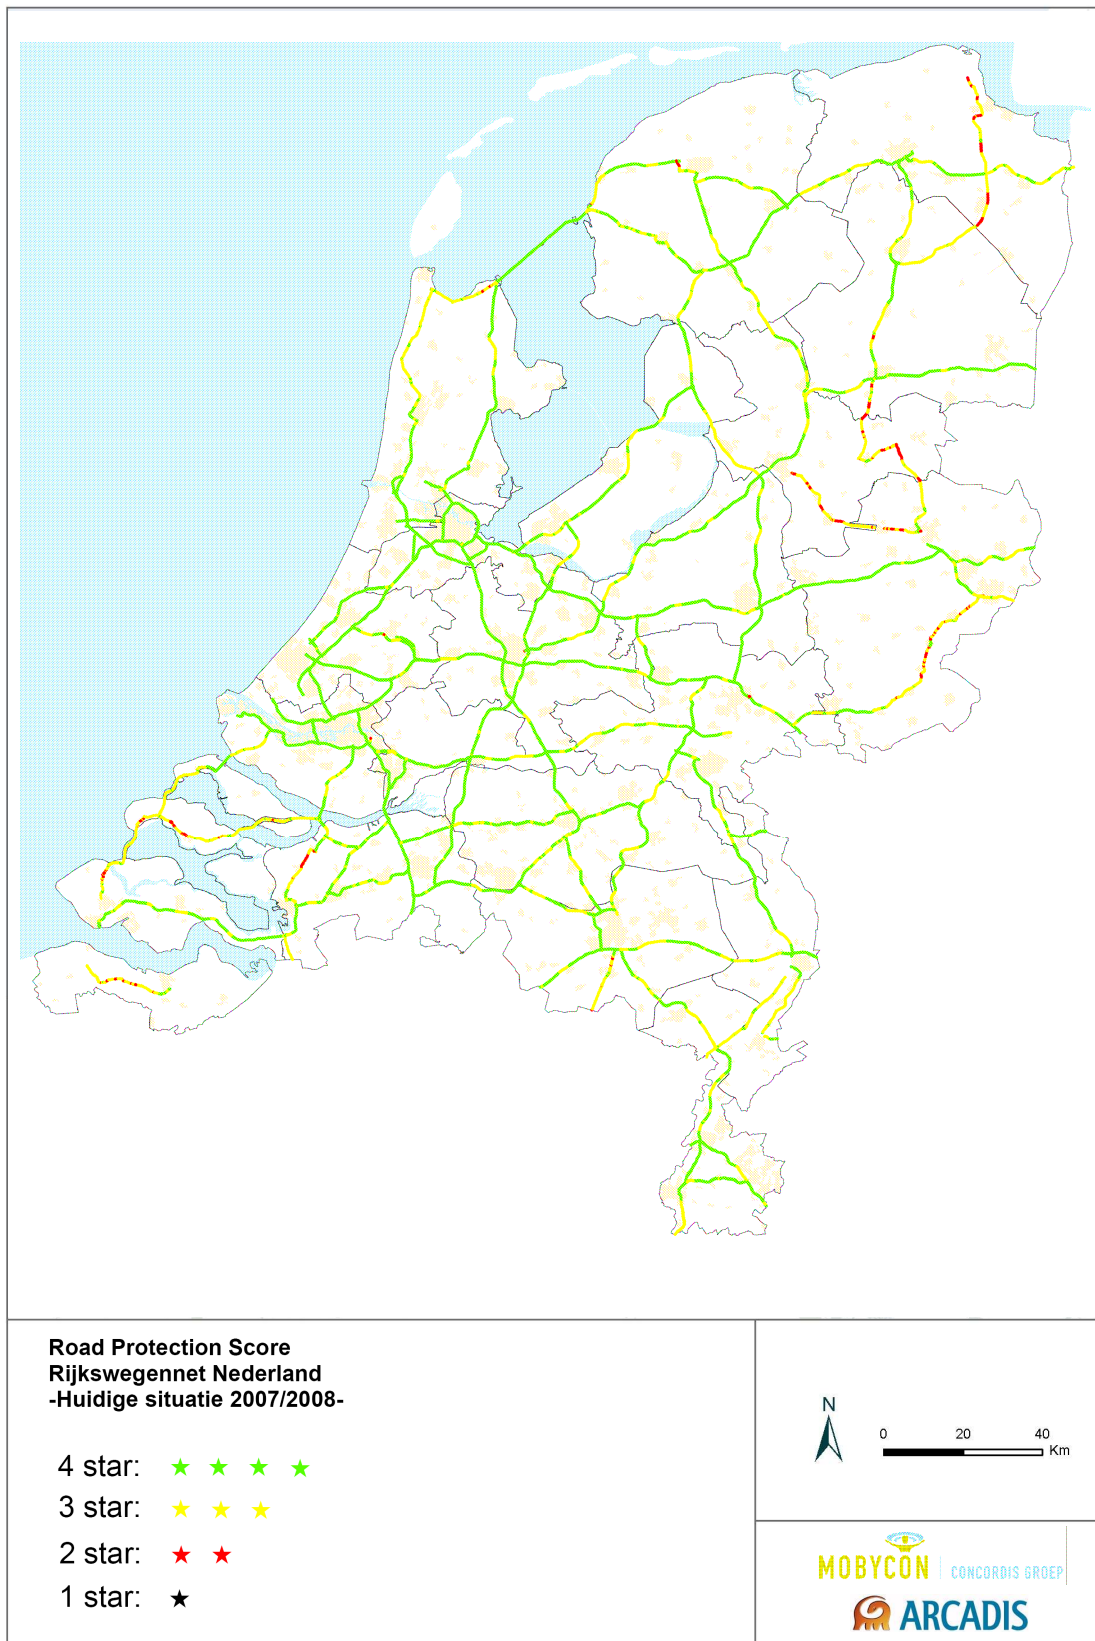 Road Protection Score
Rijkswegennet Nederland
-Huidige situatie 2007/2008-
4 star:
3 star:
2 star:
1 star:
N
0 20 40
Km
MOBYCON CONCORDIS GROEP
ARCADIS